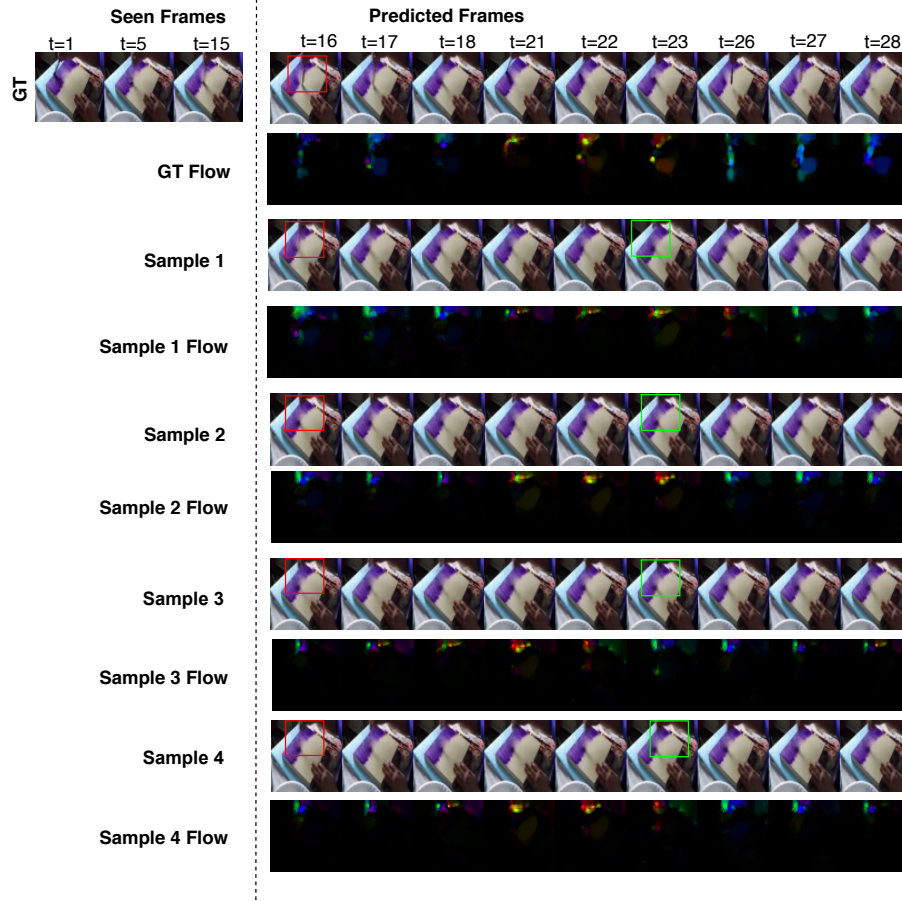 Seen Frames
Predicted Frames
t=1 t=5 t=15 t=16 t=17 t=18 t=21 t=22 t=23 t=26 t=27 t=28
GT
GT Flow
Sample 1
Sample 1 Flow
Sample 2
Sample 2 Flow
Sample 3
Sample 3 Flow
Sample 4
Sample 4 Flow